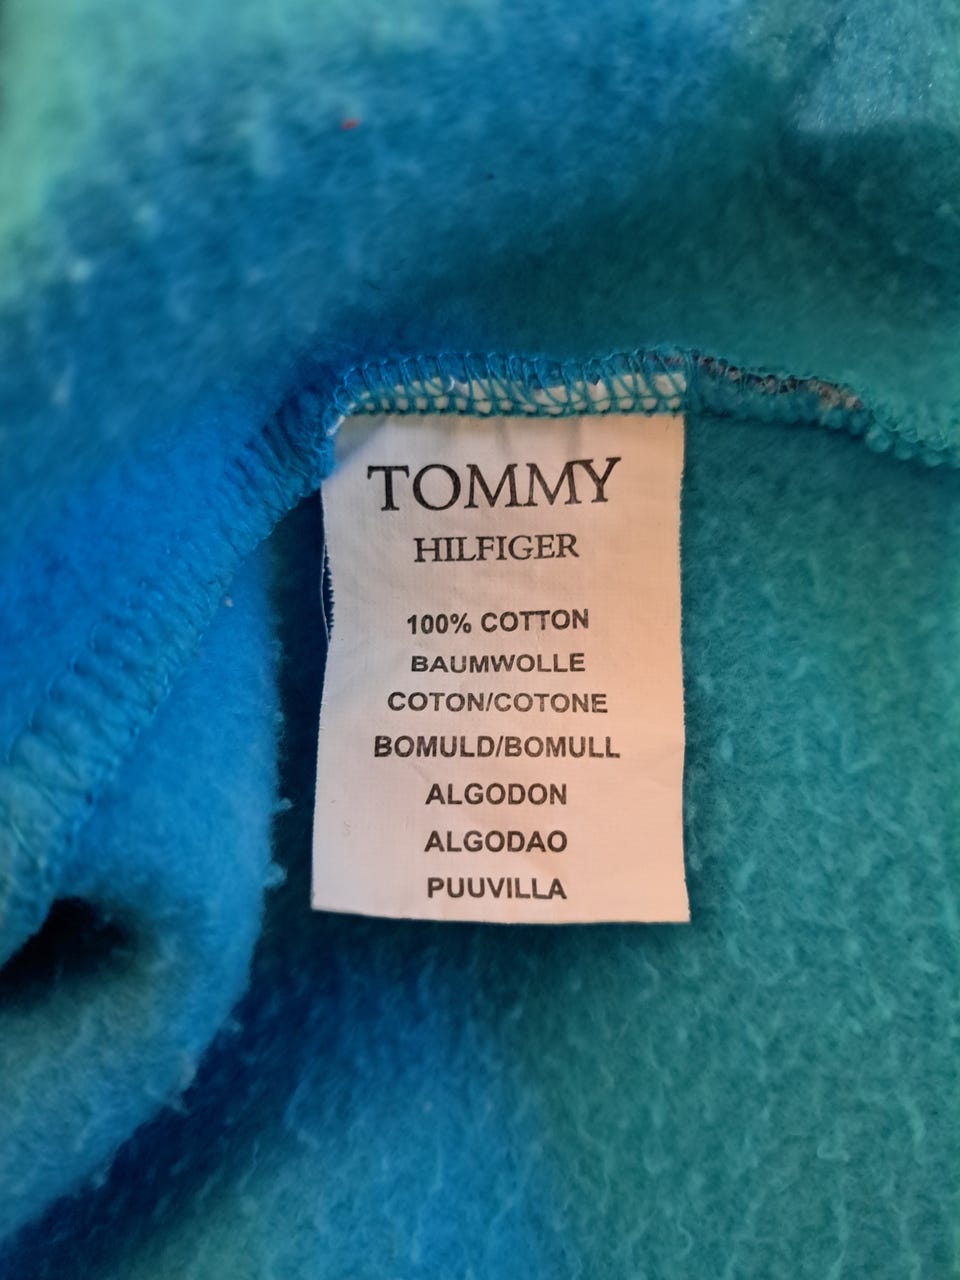 TOMMY
HILFIGER
100% COTTON
BAUMWOLLE
COTON/COTONE
BOMULD/BOMULL
ALGODON
ALGODAO
PUUVILLA